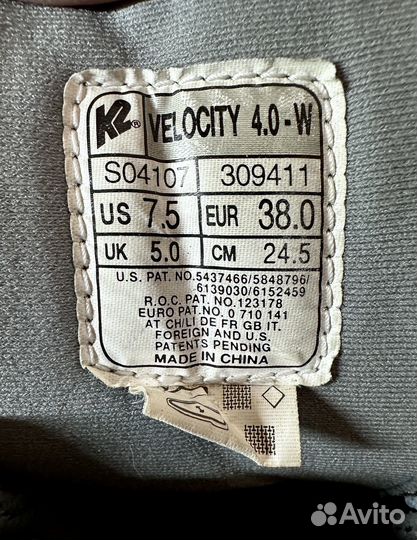 K2® VELOCITY 4.0-W
S04107 309411
US 7.5 EUR 38.0
UK 5.0 CM 24.5
U.S. PAT. NO.5437466/5848796/
6139030/6152459
R.O.C. PAT.NO.123178
EURO PAT.NO. 0 710 141
AT CH/LI DE FR GB IT.
FOREIGN AND U.S.
PATENTS PENDING
MADE IN CHINA
Avito